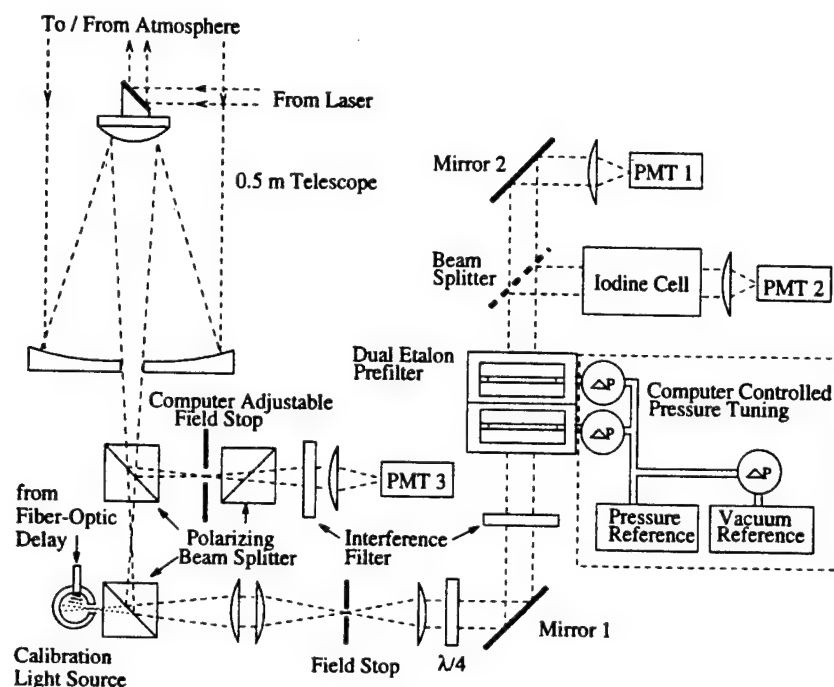 To / From Atmosphere
From Laser
0.5 m Telescope
Mirror 2
PMT 1
Beam
Splitter
Iodine Cell
PMT 2
Dual Etalon
Prefilter
ΔP
ΔP
Computer Controlled
Pressure Tuning
ΔP
Pressure
Reference
Vacuum
Reference
Computer Adjustable
Field Stop
PMT 3
from
Fiber-Optic
Delay
Polarizing
Beam Splitter
Interference
Filter
Calibration
Light Source
Field Stop
λ/4
Mirror 1